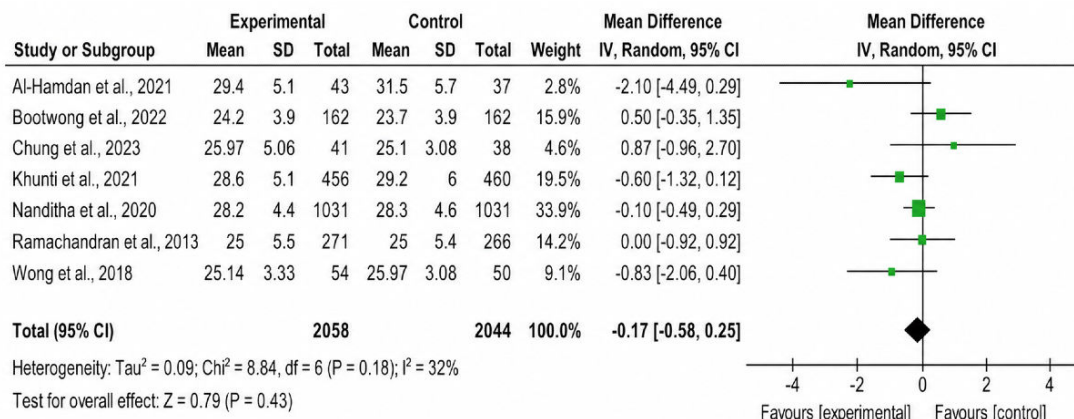 Experimental Control Mean Difference Mean Difference
Study or Subgroup Mean SD Total Mean SD Total Weight IV, Random, 95% CI IV, Random, 95% CI
Al-Hamdan et al., 2021 29.4 5.1 43 31.5 5.7 37 2.8% -2.10 [-4.49, 0.29]
Bootwong et al., 2022 24.2 3.9 162 23.7 3.9 162 15.9% 0.50 [-0.35, 1.35]
Chung et al., 2023 25.97 5.06 41 25.1 3.08 38 4.6% 0.87 [-0.96, 2.70]
Khunti et al., 2021 28.6 5.1 456 29.2 6 460 19.5% -0.60 [-1.32, 0.12]
Nanditha et al., 2020 28.2 4.4 1031 28.3 4.6 1031 33.9% -0.10 [-0.49, 0.29]
Ramachandran et al., 2013 25 5.5 271 25 5.4 266 14.2% 0.00 [-0.92, 0.92]
Wong et al., 2018 25.14 3.33 54 25.97 3.08 50 9.1% -0.83 [-2.06, 0.40]
Total (95% CI) 2058 2044 100.0% -0.17 [-0.58, 0.25]
Heterogeneity: Tau² = 0.09; Chi² = 8.84, df = 6 (P = 0.18); I² = 32%
Test for overall effect: Z = 0.79 (P = 0.43)
-4 -2 0 2 4
Favours [experimental] Favours [control]